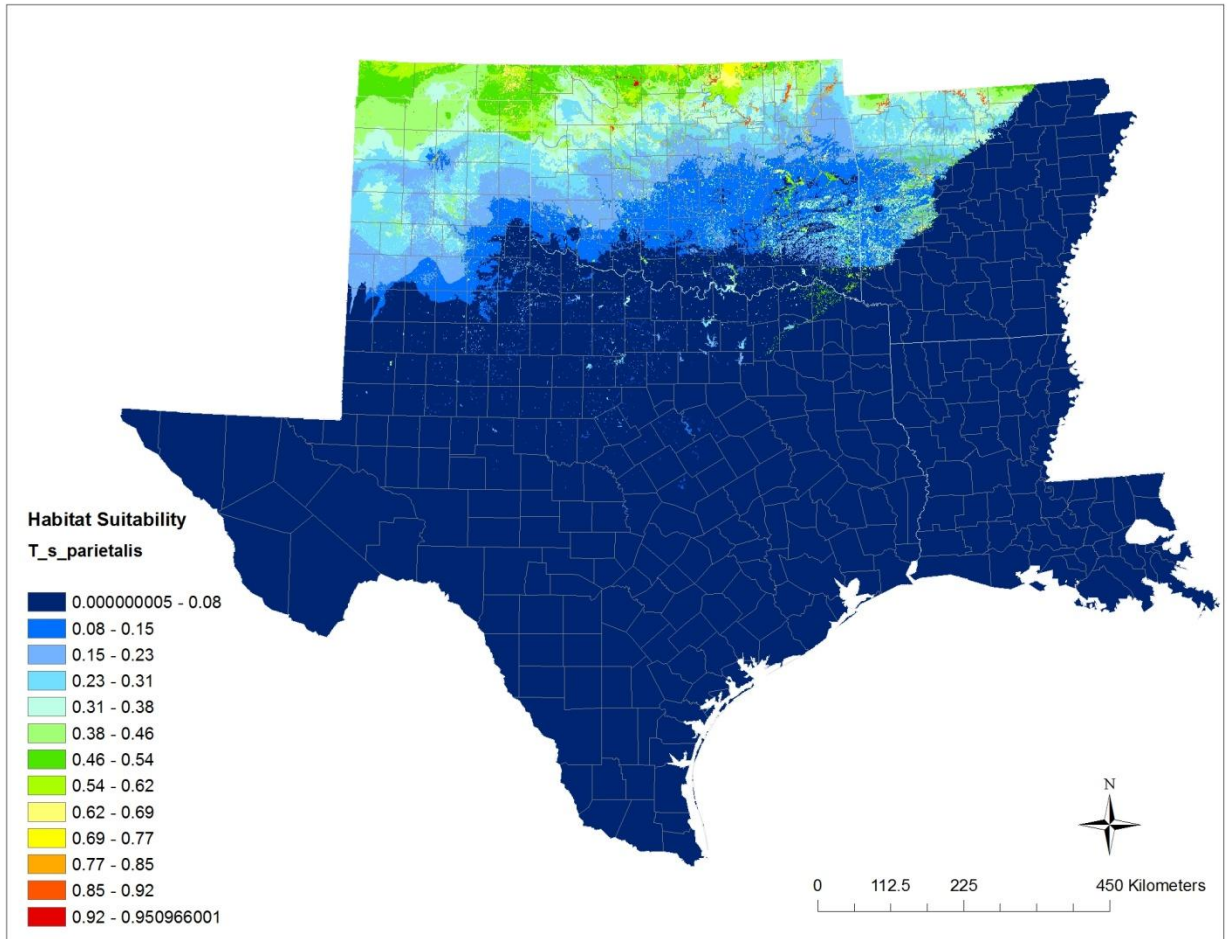 Habitat Suitability
T_s_parietalis
0.000000005 - 0.08
0.08 - 0.15
0.15 - 0.23
0.23 - 0.31
0.31 - 0.38
0.38 - 0.46
0.46 - 0.54
0.54 - 0.62
0.62 - 0.69
0.69 - 0.77
0.77 - 0.85
0.85 - 0.92
0.92 - 0.950966001
N
0 112.5 225 450 Kilometers